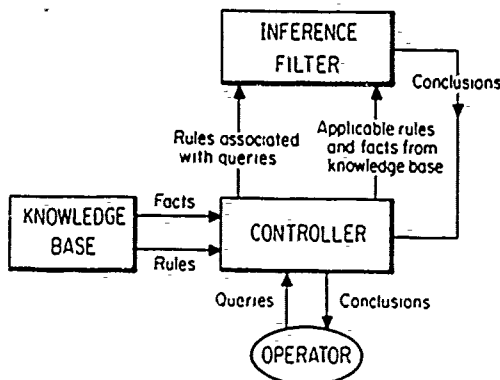 INFERENCE
FILTER
Conclusions
Rules associated
with queries
Applicable rules
and facts from
knowledge base
KNOWLEDGE
BASE
Facts
Rules
CONTROLLER
Queries
Conclusions
OPERATOR